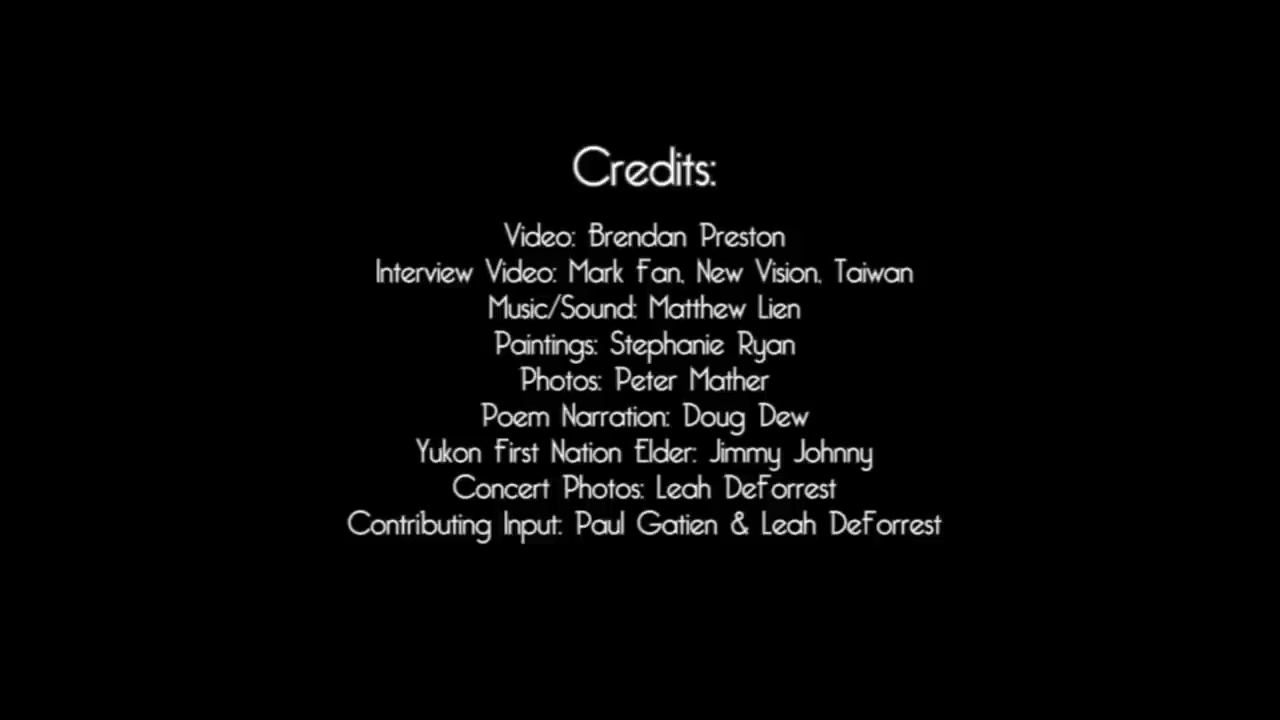 Credits:
Video: Brendan Preston
Interview Video: Mark Fan, New Vision, Taiwan
Music/Sound: Matthew Lien
Paintings: Stephanie Ryan
Photos: Peter Mather
Poem Narration: Doug Dew
Yukon First Nation Elder: Jimmy Johnny
Concert Photos: Leah DeForrest
Contributing Input: Paul Gatien & Leah DeForrest